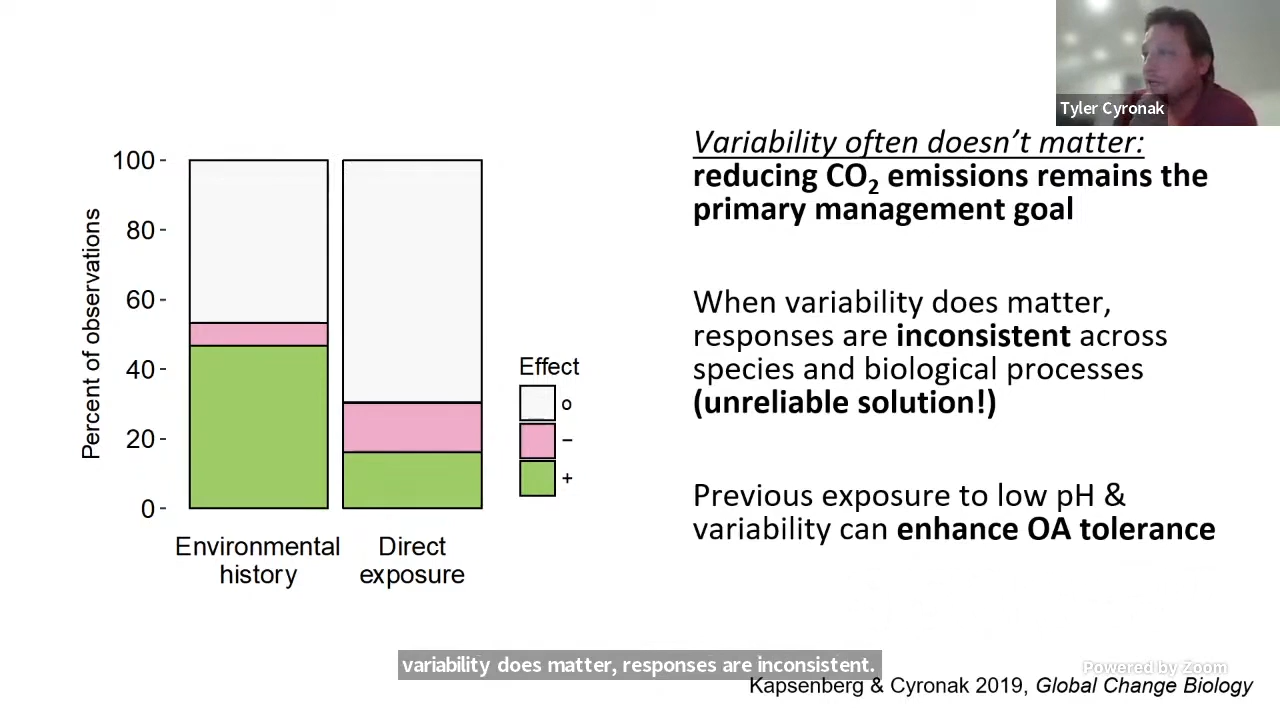 Tyler Cyronak
Variability often doesn't matter:
reducing CO₂ emissions remains the
primary management goal
When variability does matter,
responses are inconsistent across
species and biological processes
(unreliable solution!)
Previous exposure to low pH &
variability can enhance OA tolerance
Percent of observations
100
80
60
40
20
0
Environmental
history
Direct
exposure
Effect
o
–
+
variability does matter, responses are inconsistent.
Powered by Zoom
Kapsenberg & Cyronak 2019, Global Change Biology